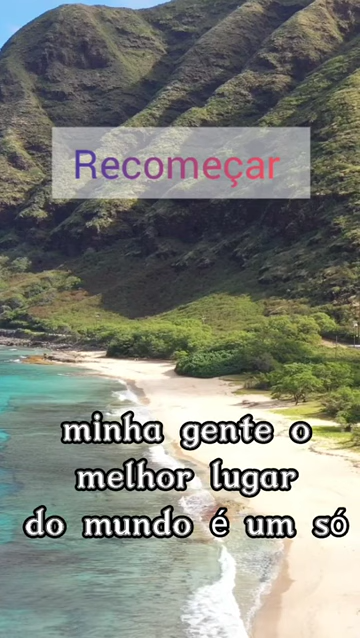 Recomeçar
minha gente o
melhor lugar
do mundo é um só